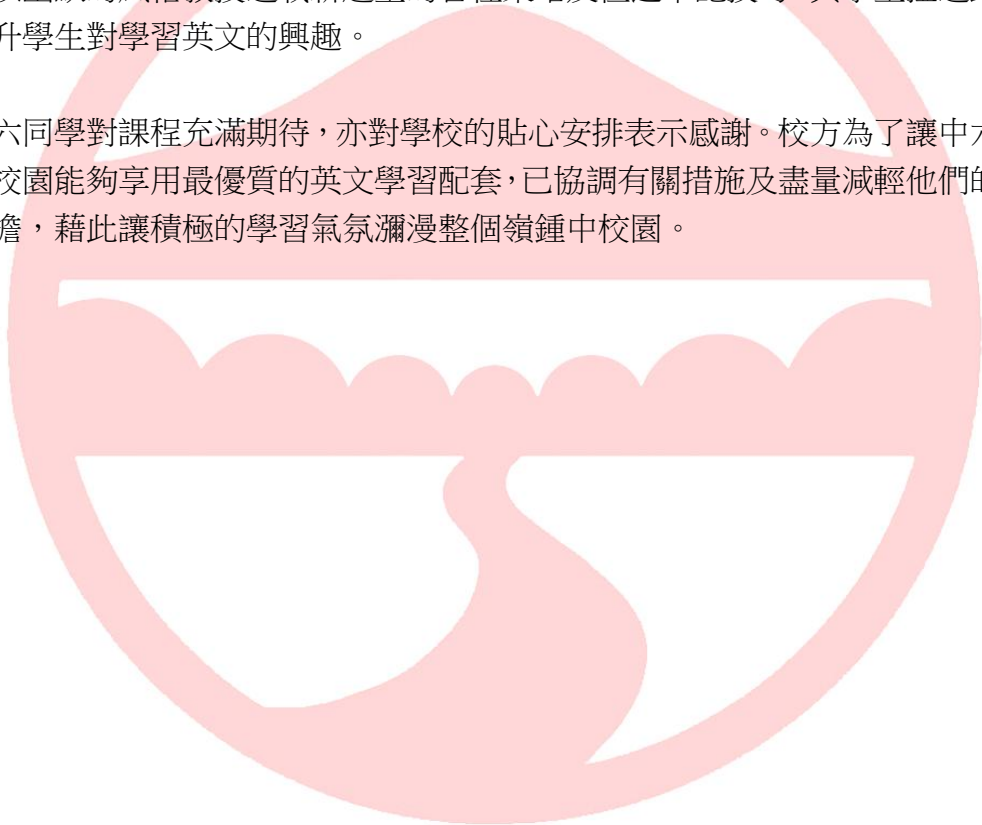 升學生對學習英文的興趣。
六同學對課程充滿期待，亦對學校的貼心安排表示感謝。校方為了讓中
校園能夠享用最優質的英文學習配套，已協調有關措施及盡量減輕他們的
擔，藉此讓積極的學習氣氛瀰漫整個嶺鍾中校園。